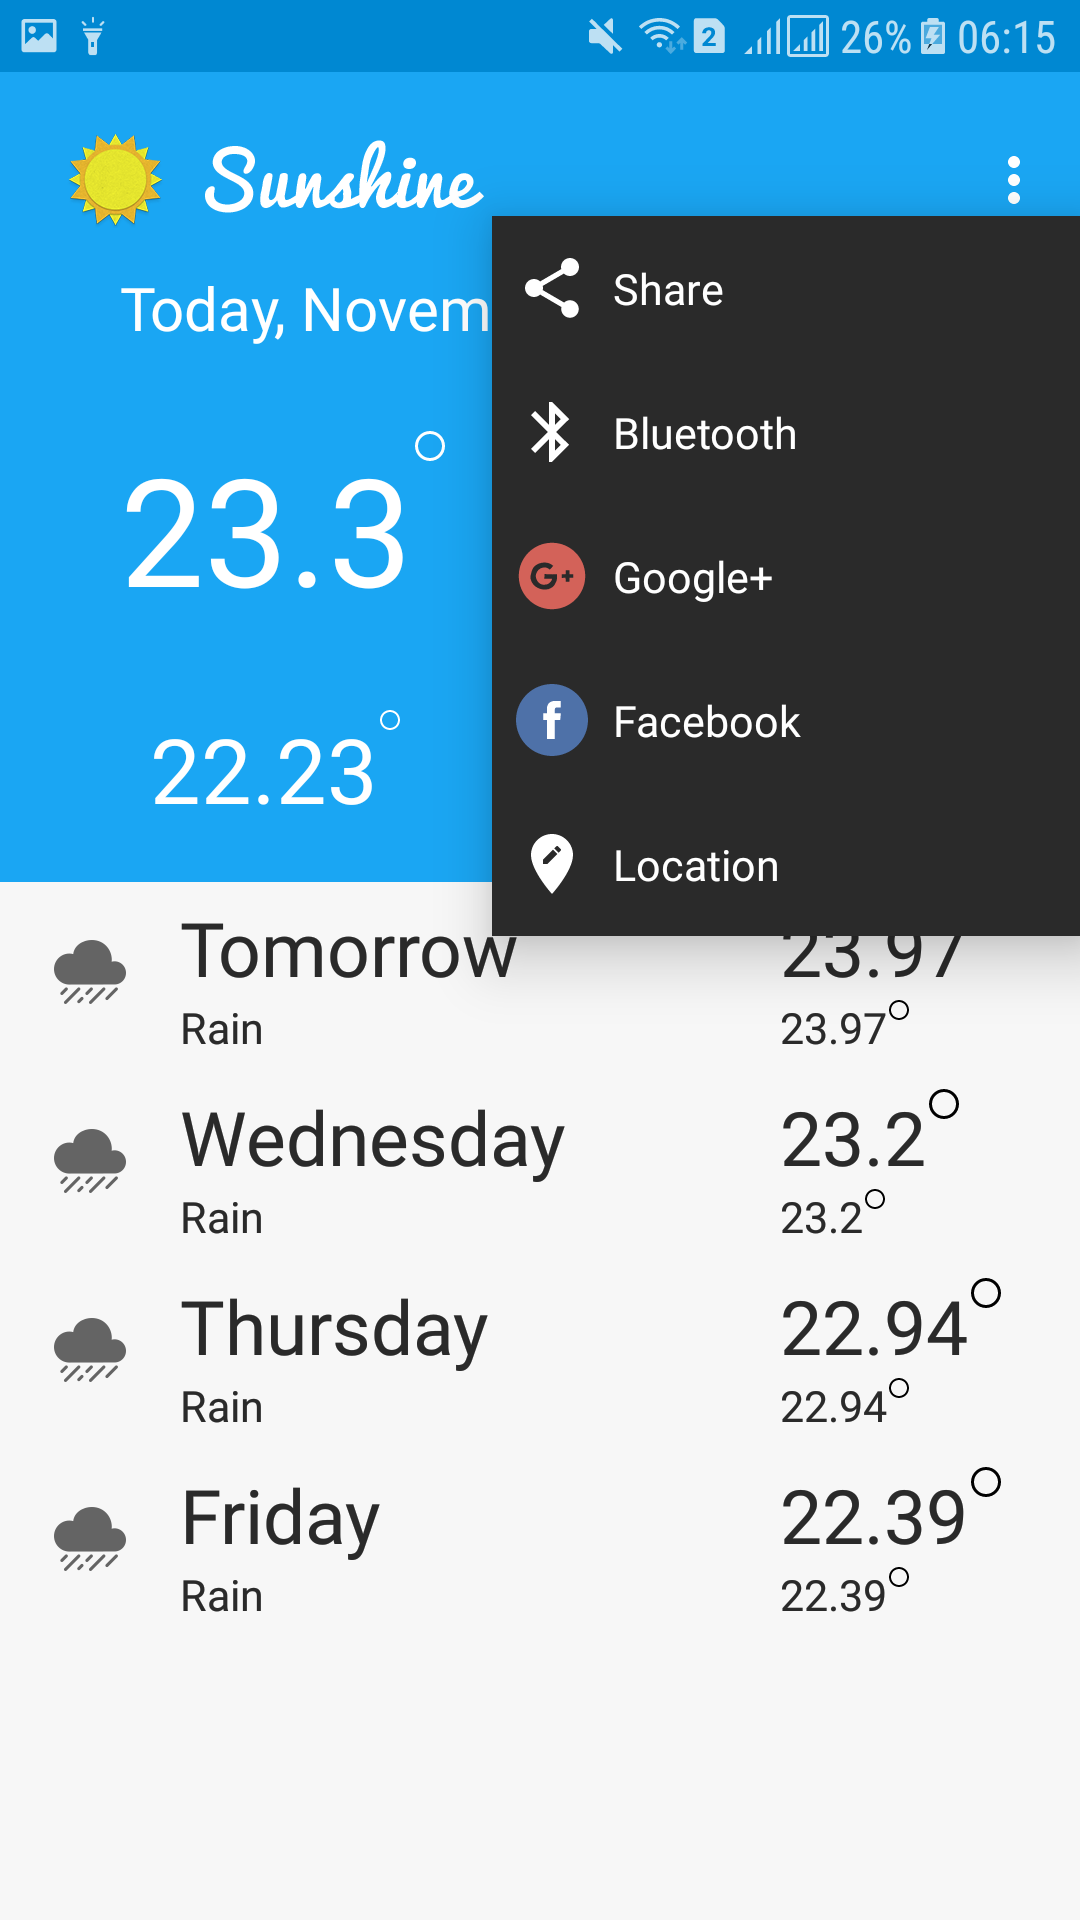 2 26% 06:15
Sunshine
Share
Today, Novem
Bluetooth
23.3°
Google+
Facebook
22.23°
Location
Tomorrow 23.97
Rain 23.97°
Wednesday 23.2°
Rain 23.2°
Thursday 22.94°
Rain 22.94°
Friday 22.39°
Rain 22.39°